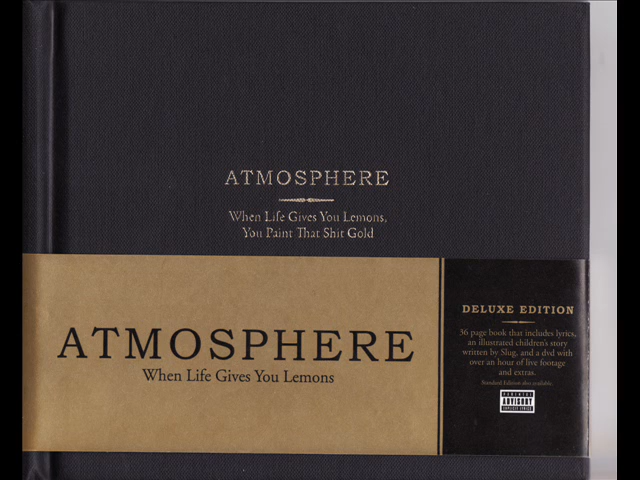 ATMOSPHERE
When Life Gives You Lemons,
You Paint That Shit Gold
ATMOSPHERE
When Life Gives You Lemons
DELUXE EDITION
36 page book that includes lyrics,
an illustrated children's story
written by Slug, and a dvd with
over an hour of live footage
and extras.
Standard Edition also available.
PARENTAL
ADVISORY
EXPLICIT LYRICS